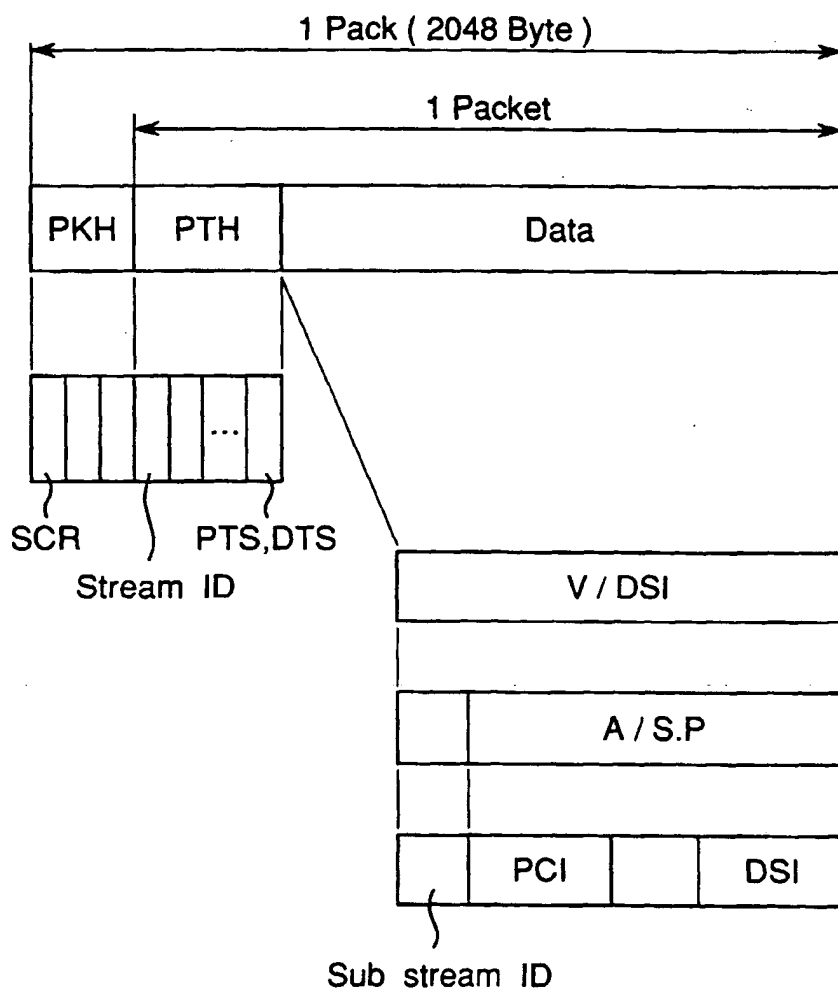 1 Pack ( 2048 Byte )
1 Packet
PKH PTH Data
...
SCR PTS,DTS
Stream ID
V / DSI
A / S.P
PCI DSI
Sub stream ID